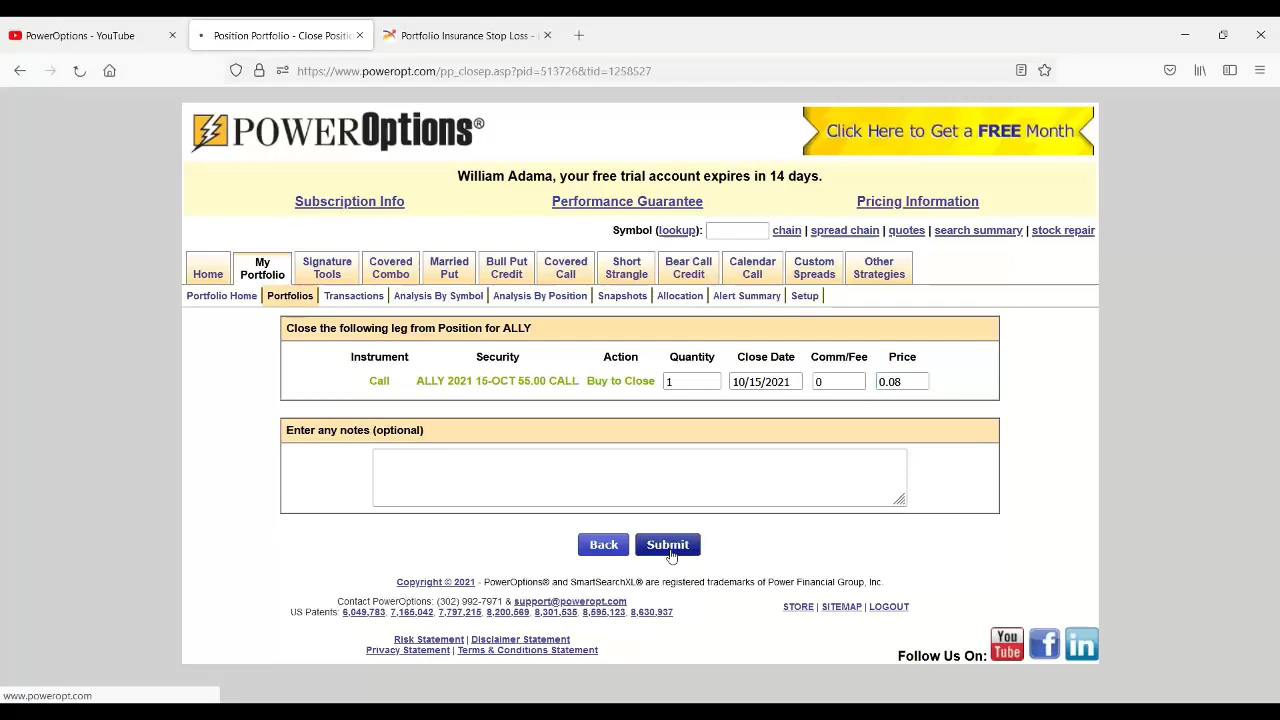 PowerOptions - YouTube
Position Portfolio - Close Positio
Portfolio Insurance Stop Loss -
https://www.poweropt.com/pp_closep.asp?pid=513726&tid=1258527
POWEROptions®
Click Here to Get a FREE Month
William Adama, your free trial account expires in 14 days.
Subscription Info Performance Guarantee Pricing Information
Symbol (lookup): chain | spread chain | quotes | search summary | stock repair
Home My Portfolio Signature Tools Covered Combo Married Put Bull Put Credit Covered Call Short Strangle Bear Call Credit Calendar Call Custom Spreads Other Strategies
Portfolio Home Portfolios Transactions Analysis By Symbol Analysis By Position Snapshots Allocation Alert Summary Setup
Close the following leg from Position for ALLY
Instrument Security Action Quantity Close Date Comm/Fee Price
Call ALLY 2021 15-OCT 55.00 CALL Buy to Close 1 10/15/2021 0 0.08
Enter any notes (optional)
Back Submit
Copyright © 2021 - PowerOptions® and SmartSearchXL® are registered trademarks of Power Financial Group, Inc.
Contact PowerOptions: (302) 992-7971 & support@poweropt.com
US Patents: 6,049,783, 7,165,042, 7,797,215, 8,200,569, 8,301,535, 8,595,123, 8,630,937
STORE | SITEMAP | LOGOUT
Risk Statement | Disclaimer Statement
Privacy Statement | Terms & Conditions Statement
Follow Us On: You Tube f in
www.poweropt.com